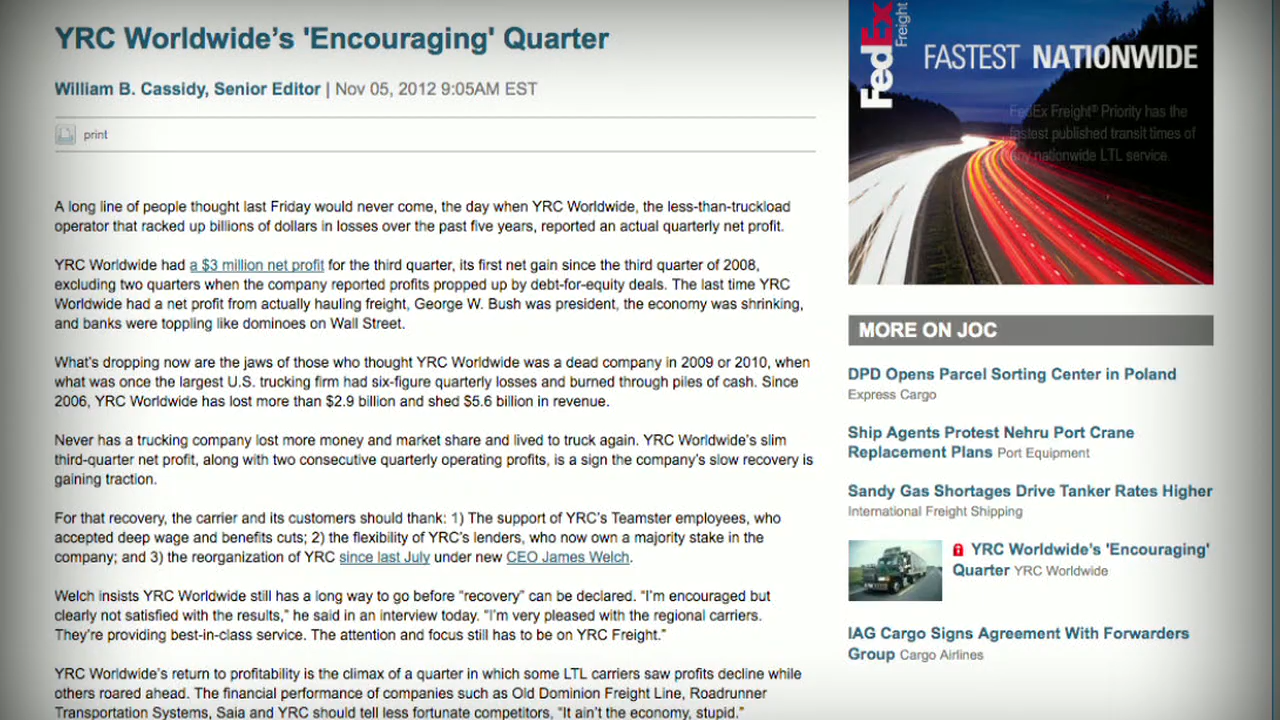 YRC Worldwide’s 'Encouraging' Quarter
William B. Cassidy, Senior Editor | Nov 05, 2012 9:05AM EST
print
A long line of people thought last Friday would never come, the day when YRC Worldwide, the less-than-truckload
operator that racked up billions of dollars in losses over the past five years, reported an actual quarterly net profit.
YRC Worldwide had a $3 million net profit for the third quarter, its first net gain since the third quarter of 2008,
excluding two quarters when the company reported profits propped up by debt-for-equity deals. The last time YRC
Worldwide had a net profit from actually hauling freight, George W. Bush was president, the economy was shrinking,
and banks were toppling like dominoes on Wall Street.
What’s dropping now are the jaws of those who thought YRC Worldwide was a dead company in 2009 or 2010, when
what was once the largest U.S. trucking firm had six-figure quarterly losses and burned through piles of cash. Since
2006, YRC Worldwide has lost more than $2.9 billion and shed $5.6 billion in revenue.
Never has a trucking company lost more money and market share and lived to truck again. YRC Worldwide’s slim
third-quarter net profit, along with two consecutive quarterly operating profits, is a sign the company’s slow recovery is
gaining traction.
For that recovery, the carrier and its customers should thank: 1) The support of YRC’s Teamster employees, who
accepted deep wage and benefits cuts; 2) the flexibility of YRC’s lenders, who now own a majority stake in the
company; and 3) the reorganization of YRC since last July under new CEO James Welch.
Welch insists YRC Worldwide still has a long way to go before “recovery” can be declared. “I’m encouraged but
clearly not satisfied with the results,” he said in an interview today. “I’m very pleased with the regional carriers.
They’re providing best-in-class service. The attention and focus still has to be on YRC Freight.”
YRC Worldwide’s return to profitability is the climax of a quarter in which some LTL carriers saw profits decline while
others roared ahead. The financial performance of companies such as Old Dominion Freight Line, Roadrunner
Transportation Systems, Saia and YRC should tell less fortunate competitors, “It ain’t the economy, stupid.”
FedEx
Freight
FASTEST NATIONWIDE
FedEx Freight® Priority has the
fastest published transit times of
any nationwide LTL service.
MORE ON JOC
DPD Opens Parcel Sorting Center in Poland
Express Cargo
Ship Agents Protest Nehru Port Crane
Replacement Plans Port Equipment
Sandy Gas Shortages Drive Tanker Rates Higher
International Freight Shipping
YRC Worldwide’s 'Encouraging'
Quarter YRC Worldwide
IAG Cargo Signs Agreement With Forwarders
Group Cargo Airlines